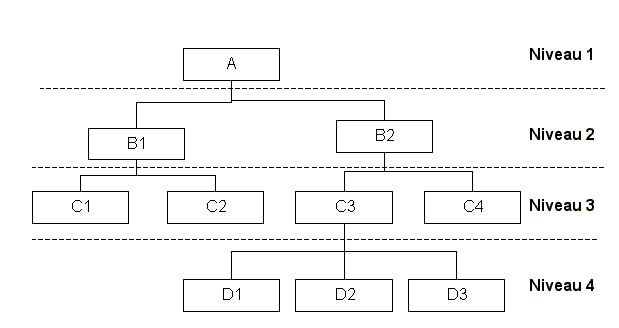 A Niveau 1
B1 B2 Niveau 2
C1 C2 C3 C4 Niveau 3
D1 D2 D3 Niveau 4